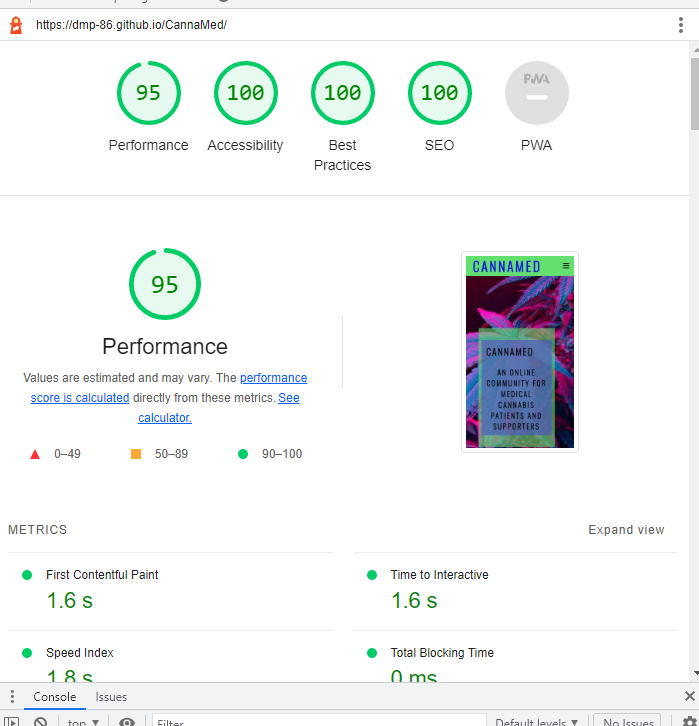 https://dmp-86.github.io/CannaMed/
95
100
100
100
PWA
Performance
Accessibility
Best
Practices
SEO
PWA
95
Performance
Values are estimated and may vary. The performance
score is calculated directly from these metrics. See
calculator.
0–49
50–89
90–100
CANNAMED
CANNAMED
AN ONLINE
COMMUNITY FOR
MEDICAL
CANNABIS
PATIENTS AND
SUPPORTERS
METRICS
Expand view
First Contentful Paint
1.6 s
Time to Interactive
1.6 s
Speed Index
1.8 s
Total Blocking Time
0 ms
Console
Issues
top
Filter
Default levels
No Issues